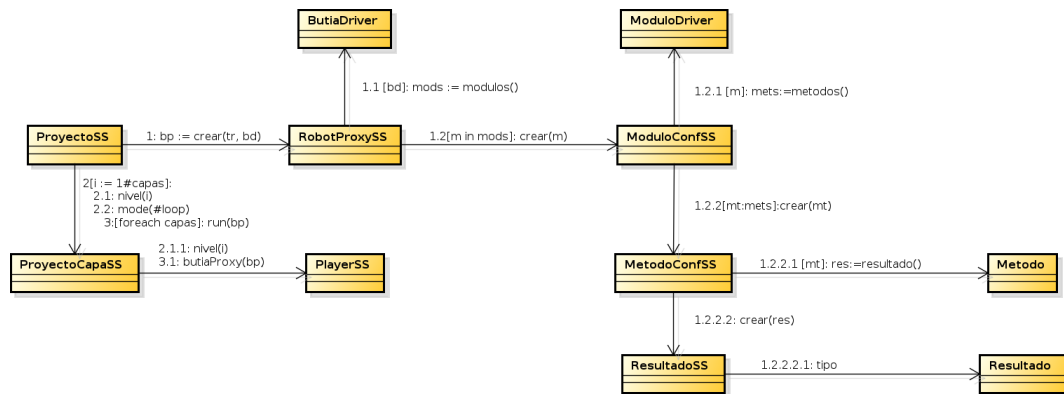 ButiaDriver
ModuloDriver
1.1 [bd]: mods := modulos()
1.2.1 [m]: mets:=metodos()
ProyectoSS
1: bp := crear(tr, bd)
RobotProxySS
1.2[m in mods]: crear(m)
ModuloConfSS
2[i := 1#capas]:
2.1: nivel(i)
2.2: mode(#loop)
3:[foreach capas]: run(bp)
1.2.2[mt:mets]:crear(mt)
ProyectoCapaSS
2.1.1: nivel(i)
3.1: butiaProxy(bp)
PlayerSS
MetodoConfSS
1.2.2.1 [mt]: res:=resultado()
Metodo
1.2.2.2: crear(res)
ResultadoSS
1.2.2.2.1: tipo
Resultado